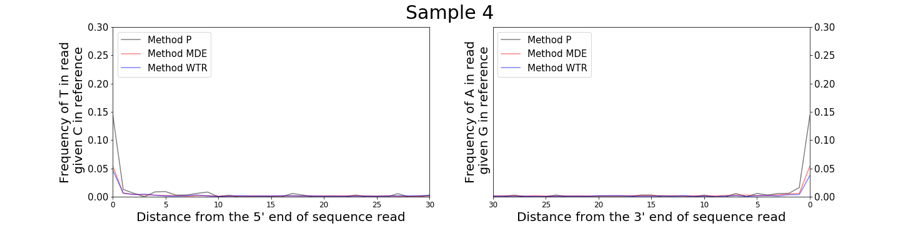 Sample 4
Frequency of T in read
given C in reference
0.30
0.25
0.20
0.15
0.10
0.05
0.00
Method P
Method MDE
Method WTR
0 5 10 15 20 25 30
Distance from the 5' end of sequence read
Frequency of A in read
given G in reference
Method P
Method MDE
Method WTR
0.30
0.25
0.20
0.15
0.10
0.05
0.00
30 25 20 15 10 5 0
Distance from the 3' end of sequence read